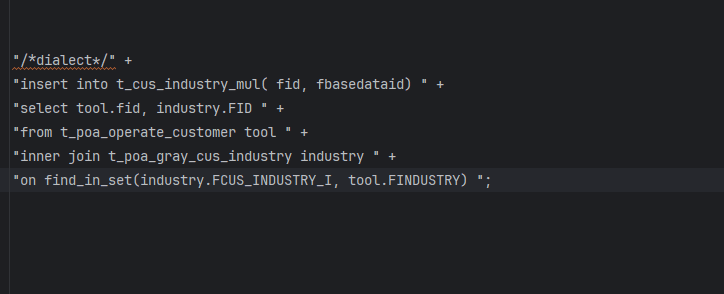 "/*dialect*/" +
"insert into t_cus_industry_mul( fid, fbasedataid) " +
"select tool.fid, industry.FID " +
"from t_poa_operate_customer tool " +
"inner join t_poa_gray_cus_industry industry " +
"on find_in_set(industry.FCUS_INDUSTRY_I, tool.FINDUSTRY) ";